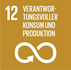 12 VERANTWOR-
TUNGSVOLLER
KONSUM UND
PRODUKTION